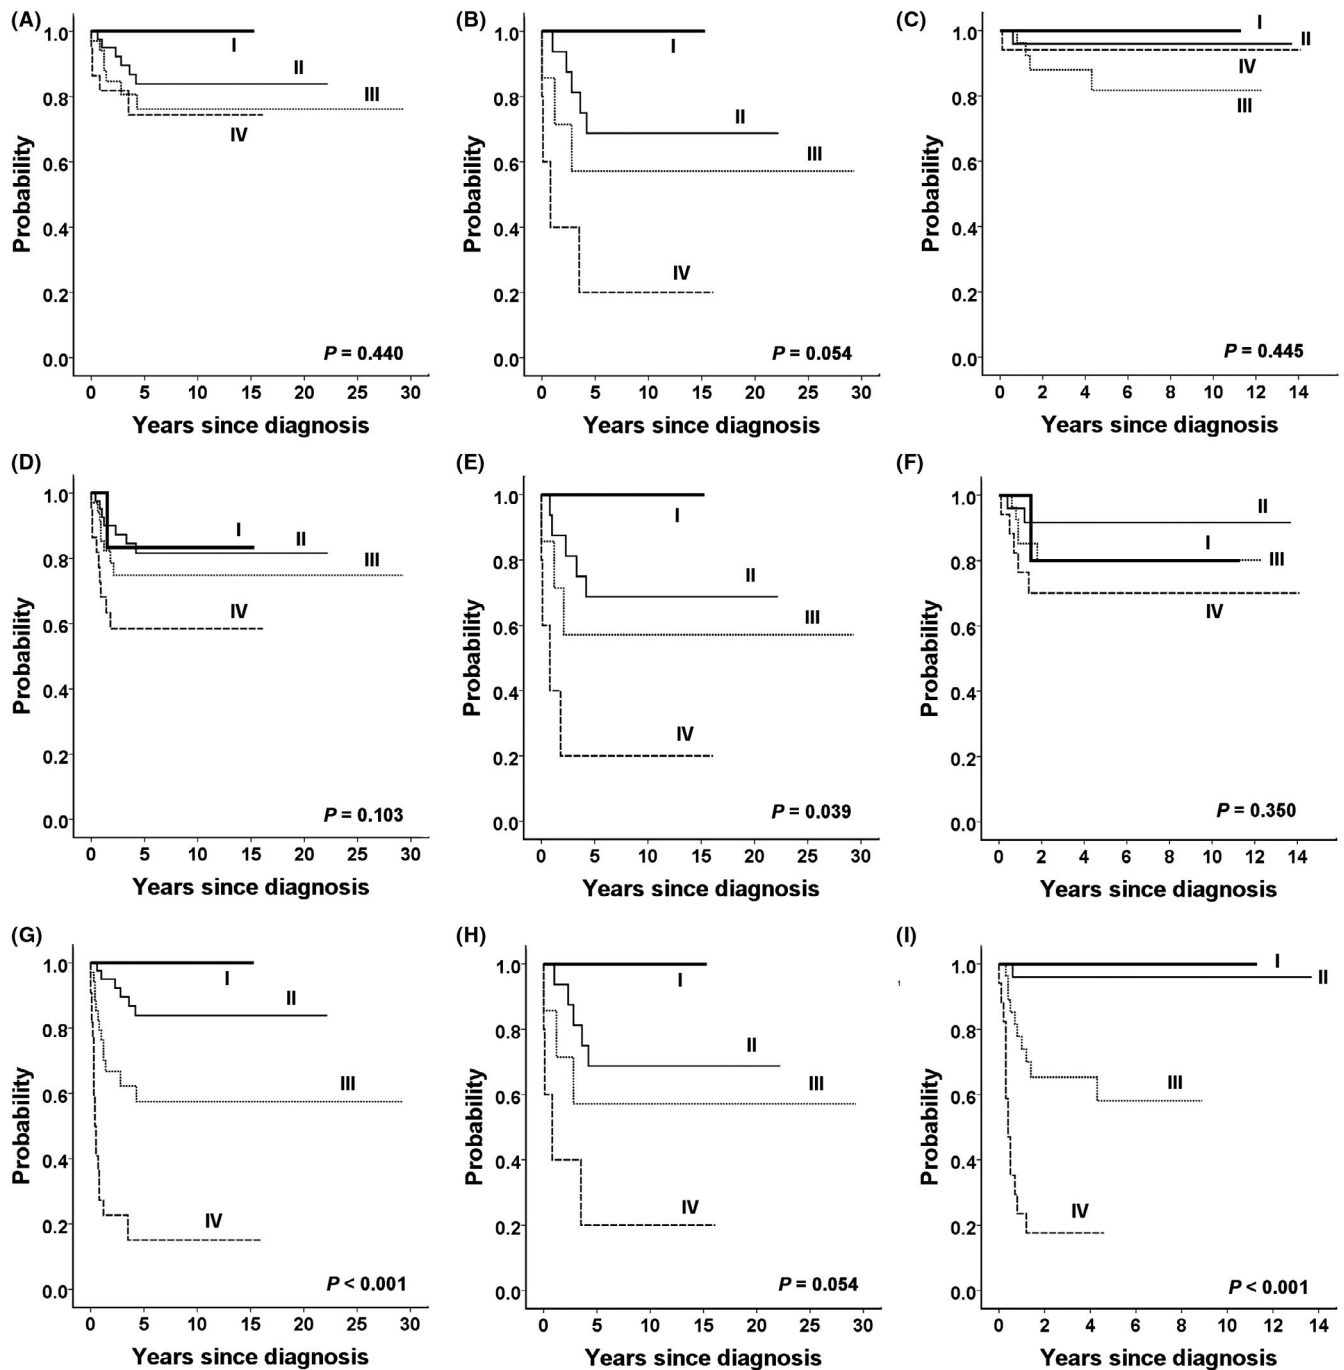 (A)
1.0
0.8
0.6
0.4
0.2
0.0
Probability
I
II
III
IV
P = 0.440
0 5 10 15 20 25 30
Years since diagnosis
(B)
1.0
0.8
0.6
0.4
0.2
0.0
Probability
I
II
III
IV
P = 0.054
0 5 10 15 20 25 30
Years since diagnosis
(C)
1.0
0.8
0.6
0.4
0.2
0.0
Probability
I
II
IV
III
P = 0.445
0 2 4 6 8 10 12 14
Years since diagnosis
(D)
1.0
0.8
0.6
0.4
0.2
0.0
Probability
I
II
III
IV
P = 0.103
0 5 10 15 20 25 30
Years since diagnosis
(E)
1.0
0.8
0.6
0.4
0.2
0.0
Probability
I
II
III
IV
P = 0.039
0 5 10 15 20 25 30
Years since diagnosis
(F)
1.0
0.8
0.6
0.4
0.2
0.0
Probability
II
I
III
IV
P = 0.350
0 2 4 6 8 10 12 14
Years since diagnosis
(G)
1.0
0.8
0.6
0.4
0.2
0.0
Probability
I
II
III
IV
P < 0.001
0 5 10 15 20 25 30
Years since diagnosis
(H)
1.0
0.8
0.6
0.4
0.2
0.0
Probability
I
II
III
IV
P = 0.054
0 5 10 15 20 25 30
Years since diagnosis
(I)
1.0
0.8
0.6
0.4
0.2
0.0
Probability
I
II
III
IV
P < 0.001
0 2 4 6 8 10 12 14
Years since diagnosis